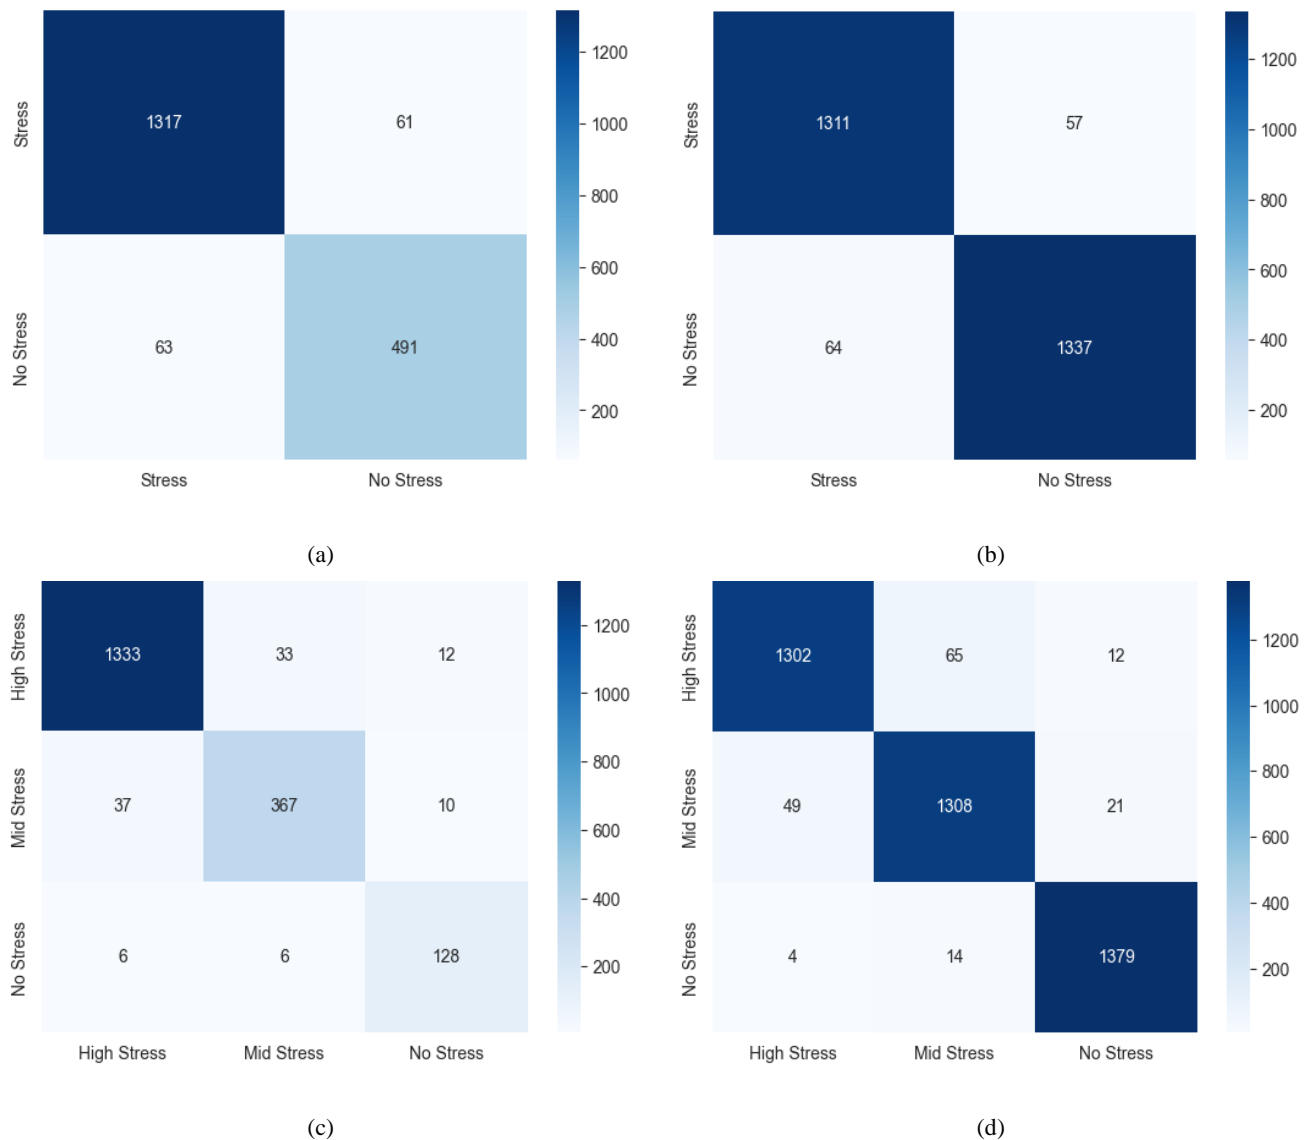 Stress
1317
61
No Stress
63
491
Stress
No Stress
1200
1000
800
600
400
200
(a)
Stress
1311
57
No Stress
64
1337
Stress
No Stress
1200
1000
800
600
400
200
(b)
High Stress
1333
33
12
Mid Stress
37
367
10
No Stress
6
6
128
High Stress
Mid Stress
No Stress
1200
1000
800
600
400
200
(c)
High Stress
1302
65
12
Mid Stress
49
1308
21
No Stress
4
14
1379
High Stress
Mid Stress
No Stress
1200
1000
800
600
400
200
(d)